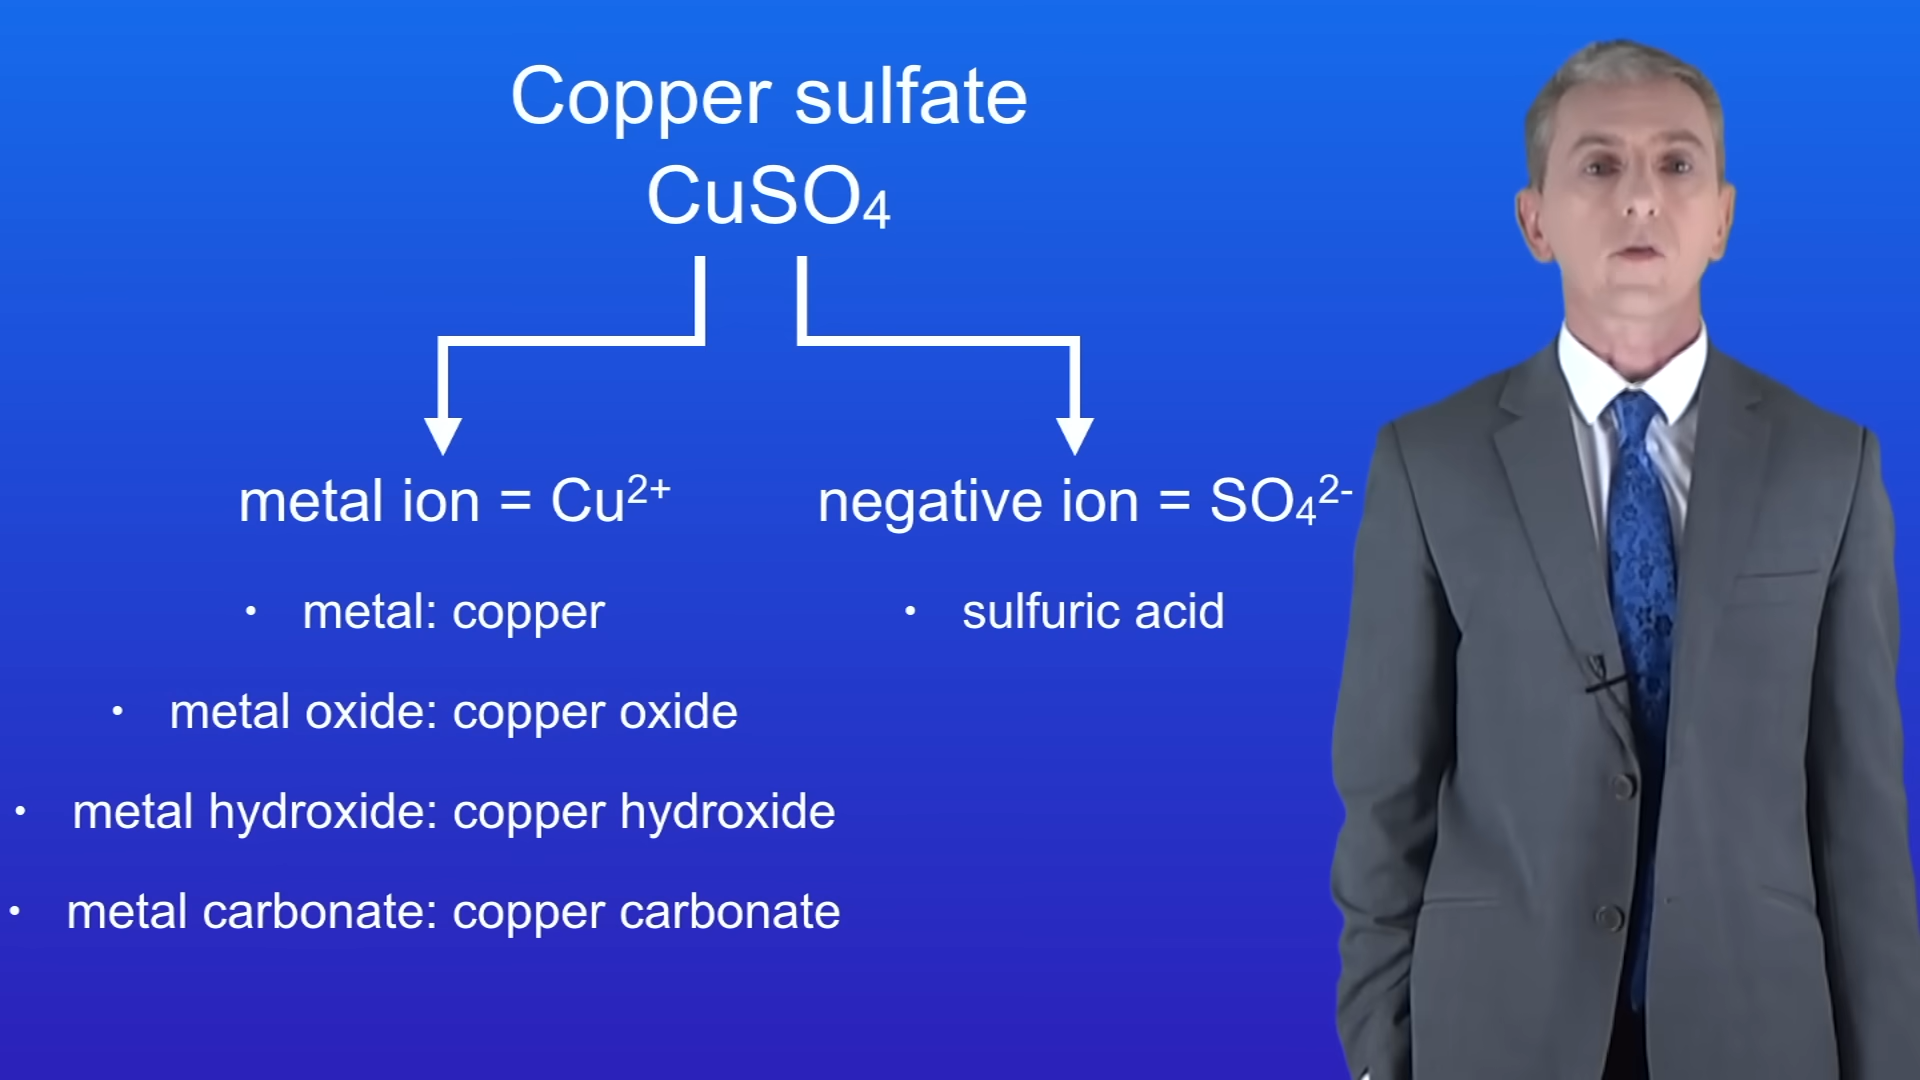 Copper sulfate
CuSO₄
metal ion = Cu²⁺
negative ion = SO₄²⁻
• metal: copper
• sulfuric acid
• metal oxide: copper oxide
• metal hydroxide: copper hydroxide
• metal carbonate: copper carbonate